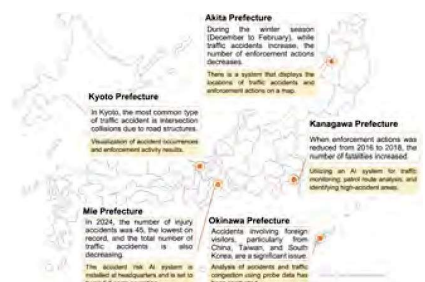 Akita Prefecture
During the winter season
(December to February), while
traffic accidents increase, the
number of enforcement actions
decreases.
There is a system that displays the
locations of traffic accidents and
enforcement actions on a map.
Kyoto Prefecture
In Kyoto, the most common type
of traffic accident is intersection
collisions due to road structures.
Visualization of accident occurrences
and enforcement activity results.
Kanagawa Prefecture
When enforcement actions was
reduced from 2016 to 2018, the
number of fatalities increased.
Utilizing an AI system for traffic
monitoring, patrol route analysis, and
identifying high-accident areas.
Mie Prefecture
In 2024, the number of injury
accidents was 45, the lowest on
record, and the total number of
traffic accidents is also
decreasing.
The accident risk AI system is
installed at headquarters and is set to
Okinawa Prefecture
Accidents involving foreign
visitors, particularly from
China, Taiwan, and South
Korea, are a significant issue.
Analysis of accidents and traffic
congestion using probe data has